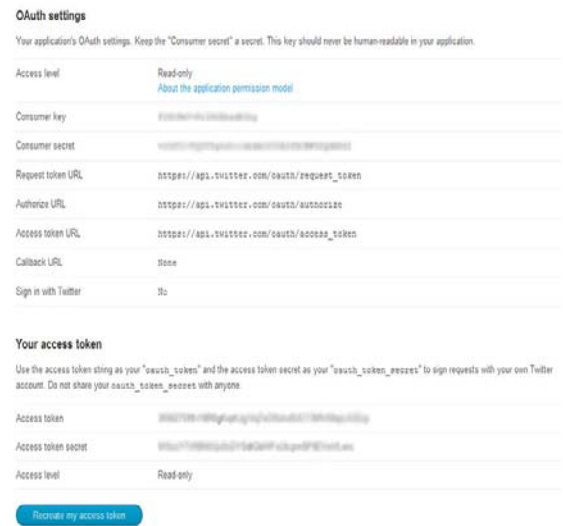 OAuth settings
Your application's OAuth settings. Keep the "Consumer secret" a secret. This key should never be human-readable in your application.
Access level Read-only
About the application permission model
Consumer key
Consumer secret
Request token URL https://api.twitter.com/oauth/request_token
Authorize URL https://api.twitter.com/oauth/authorize
Access token URL https://api.twitter.com/oauth/access_token
Callback URL None
Sign in with Twitter No
Your access token
Use the access token string as your "oauth_token" and the access token secret as your "oauth_token_secret" to sign requests with your own Twitter
account. Do not share your oauth_token_secret with anyone.
Access token
Access token secret
Access level Read-only
Recreate my access token